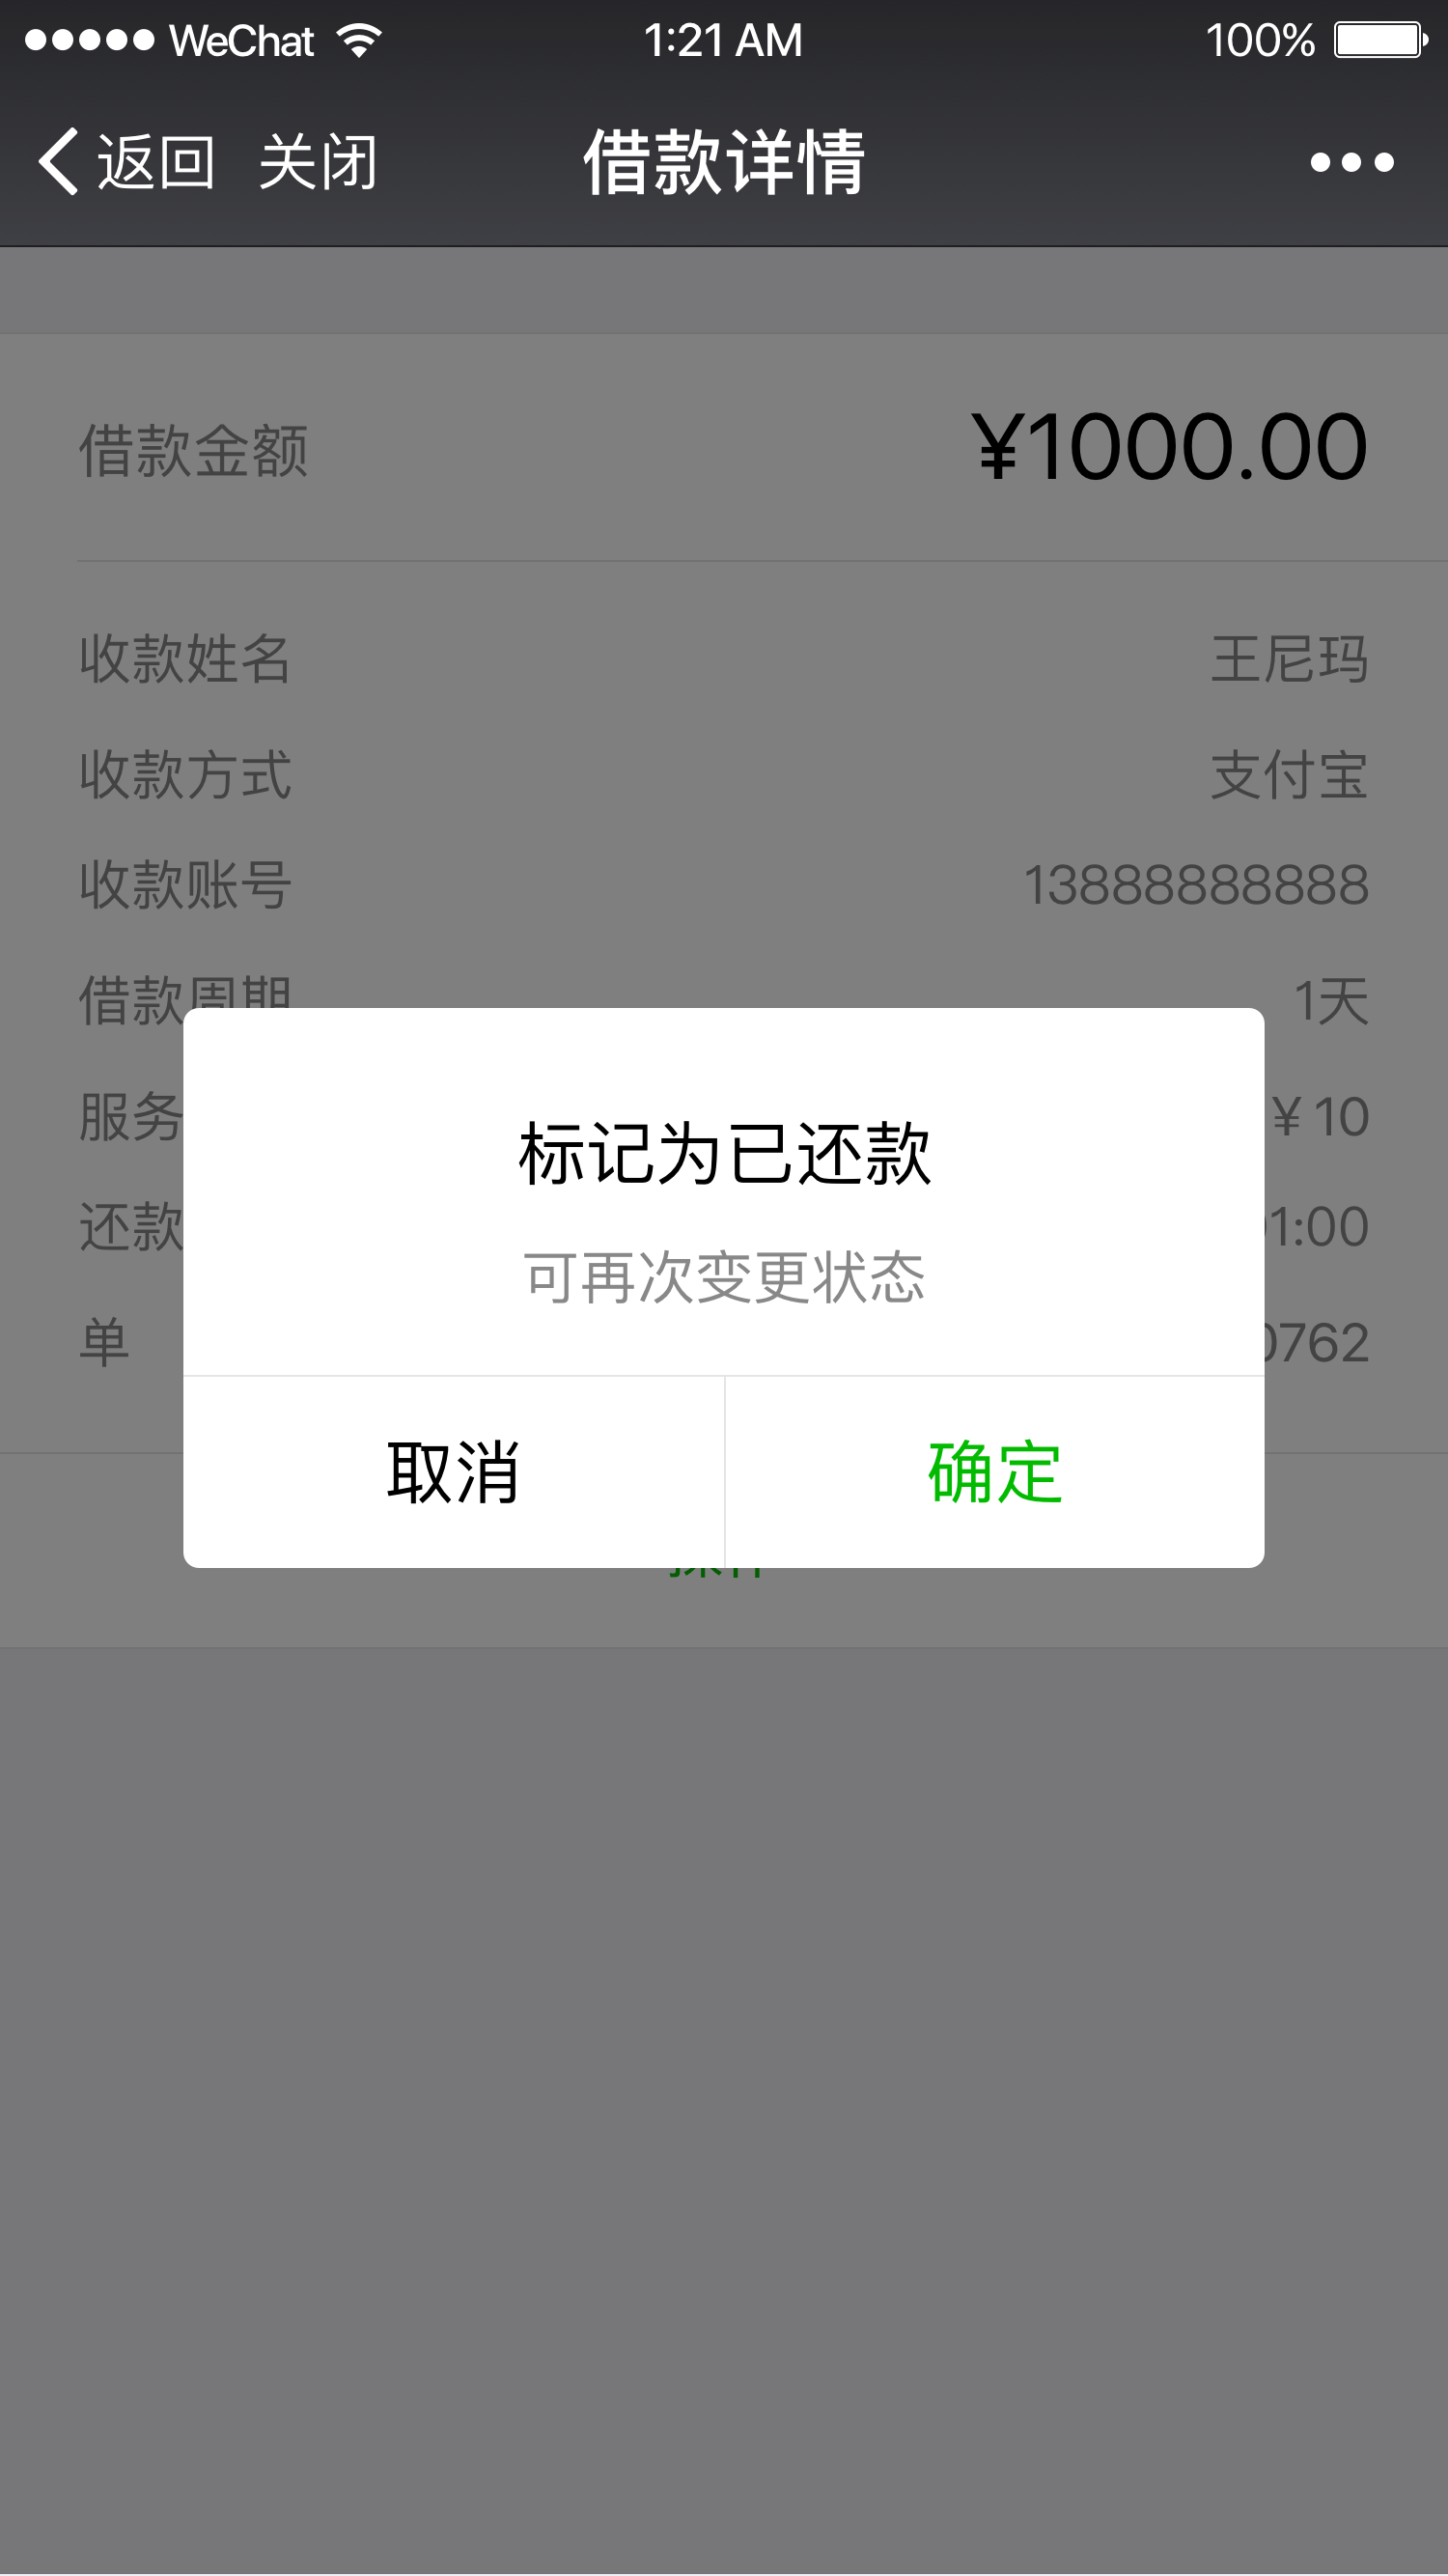 WeChat 1:21 AM 100%
返回 关闭 借款详情
借款金额 ¥1000.00
收款姓名 王尼玛
收款方式 支付宝
收款账号 13888888888
借款周期 1天
服务 ¥ 10
还款 1:00
单 0762
标记为已还款
可再次变更状态
取消 确定